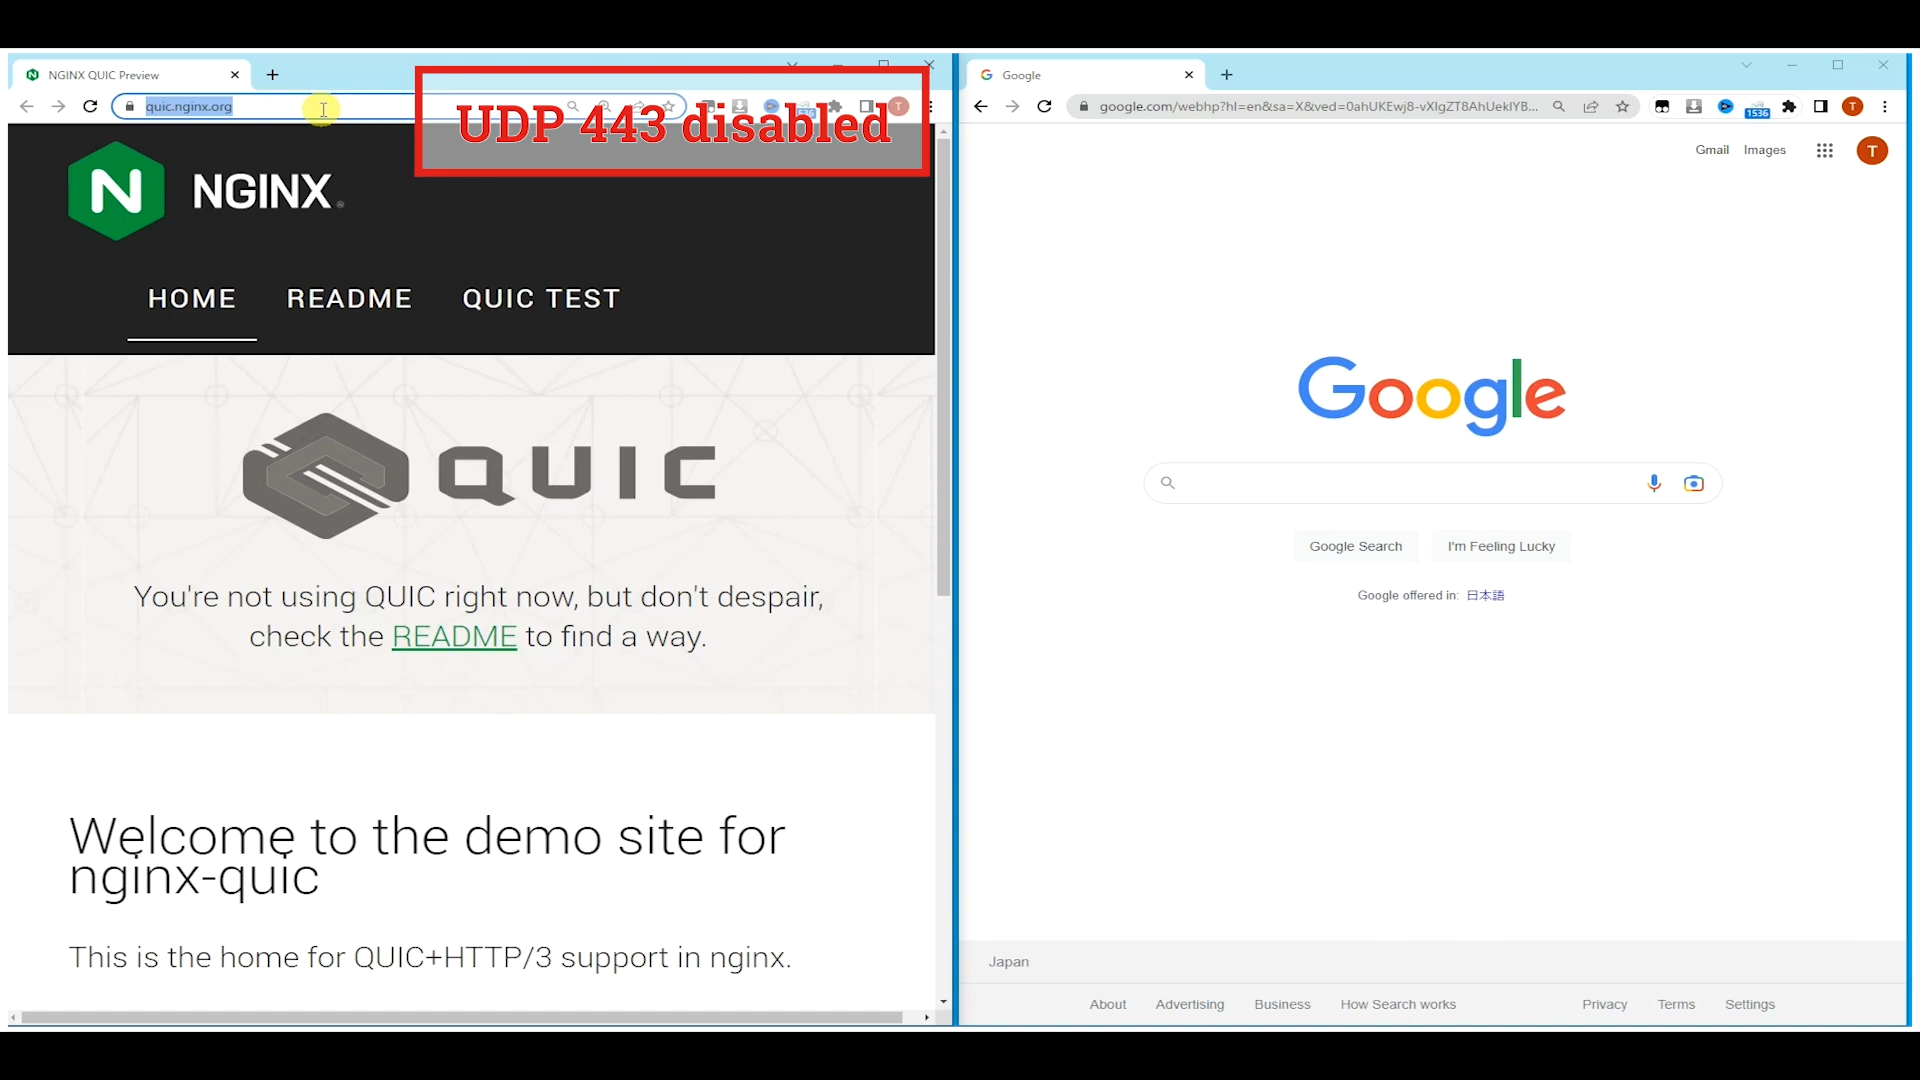 NGINX QUIC Preview
quic.nginx.org
UDP 443 disabled
NGINX
HOME README QUIC TEST
QUIC
You're not using QUIC right now, but don't despair,
check the README to find a way.
Welcome to the demo site for
nginx-quic
This is the home for QUIC+HTTP/3 support in nginx.
Google
google.com/webhp?hl=en&sa=X&ved=0ahUKEwj8-vXIgZT8AhUekIYB...
1536
T
Gmail Images
T
Google
Google Search I'm Feeling Lucky
Google offered in: 日本語
Japan
About Advertising Business How Search works Privacy Terms Settings